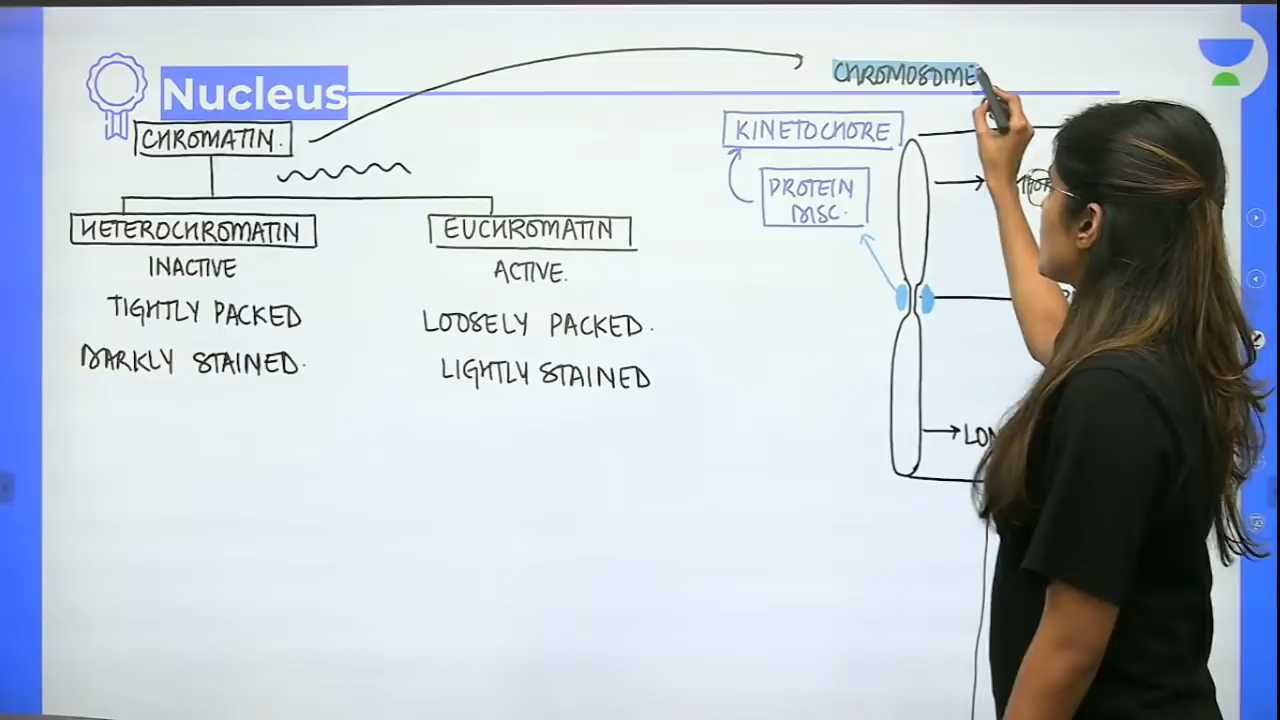 Nucleus
CHROMATIN.
HETEROCHROMATIN
INACTIVE
TIGHTLY PACKED
DARKLY STAINED.
EUCHROMATIN
ACTIVE.
LOOSELY PACKED.
LIGHTLY STAINED
CHROMOSOME
KINETOCHORE
PROTEIN
DISC.